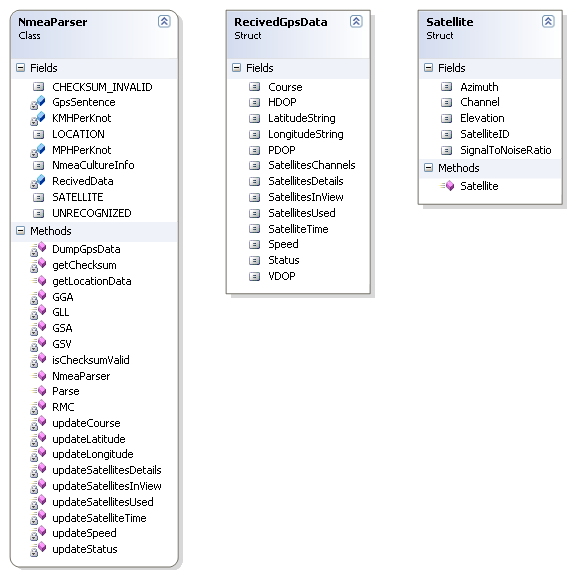 NmeaParser
Class
Fields
CHECKSUM_INVALID
GpsSentence
KMHPerKnot
LOCATION
MPHPerKnot
NmeaCultureInfo
RecivedData
SATELLITE
UNRECOGNIZED
Methods
DumpGpsData
getChecksum
getLocationData
GGA
GLL
GSA
GSV
isChecksumValid
NmeaParser
Parse
RMC
updateCourse
updateLatitude
updateLongitude
updateSatellitesDetails
updateSatellitesInView
updateSatellitesUsed
updateSatelliteTime
updateSpeed
updateStatus
RecivedGpsData
Struct
Fields
Course
HDOP
LatitudeString
LongitudeString
PDOP
SatellitesChannels
SatellitesDetails
SatellitesInView
SatellitesUsed
SatelliteTime
Speed
Status
VDOP
Satellite
Struct
Fields
Azimuth
Channel
Elevation
SatelliteID
SignalToNoiseRatio
Methods
Satellite